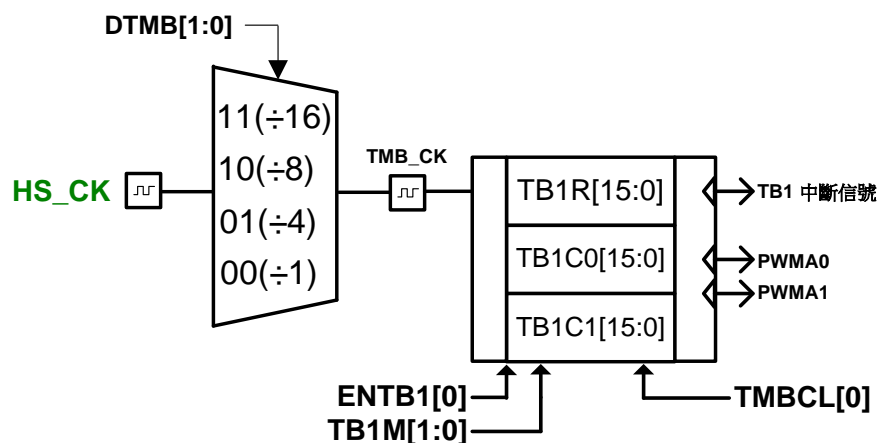 DTMB[1:0]
11(÷16)
10(÷8)
01(÷4)
00(÷1)
HS_CK
TMB_CK
TB1R[15:0]
TB1C0[15:0]
TB1C1[15:0]
TB1 中斷信號
PWMA0
PWMA1
ENTB1[0]
TB1M[1:0]
TMBCL[0]